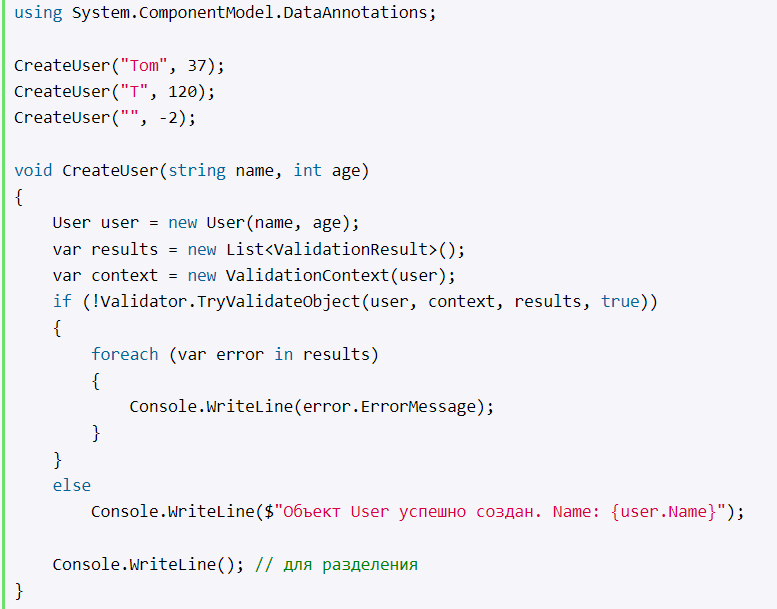 using System.ComponentModel.DataAnnotations;

CreateUser("Tom", 37);
CreateUser("T", 120);
CreateUser("", -2);

void CreateUser(string name, int age)
{
    User user = new User(name, age);
    var results = new List<ValidationResult>();
    var context = new ValidationContext(user);
    if (!Validator.TryValidateObject(user, context, results, true))
    {
        foreach (var error in results)
        {
            Console.WriteLine(error.ErrorMessage);
        }
    }
    else
        Console.WriteLine($"Объект User успешно создан. Name: {user.Name}");

    Console.WriteLine(); // для разделения
}